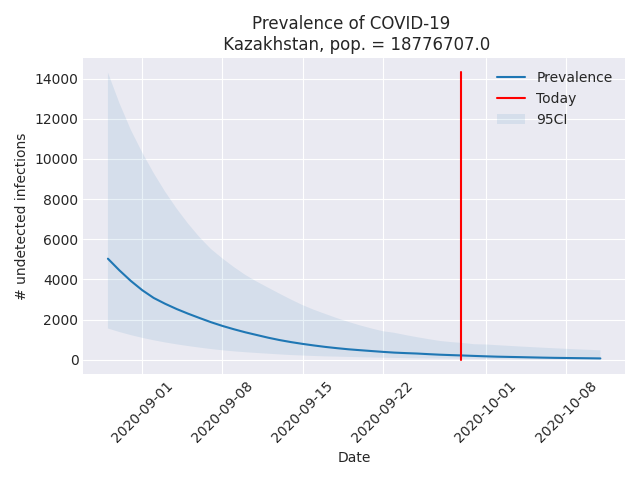 Prevalence of COVID-19
Kazakhstan, pop. = 18776707.0
# undetected infections
14000
12000
10000
8000
6000
4000
2000
0
Prevalence
Today
95CI
2020-09-01
2020-09-08
2020-09-15
2020-09-22
2020-10-01
2020-10-08
Date